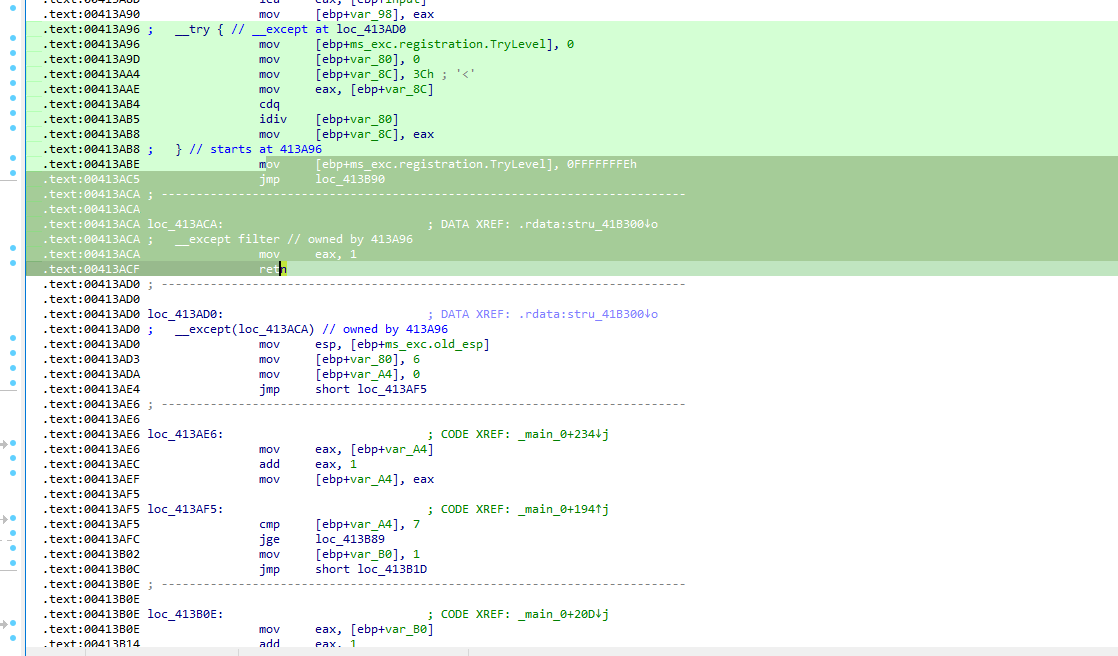 .text:00413A8D lea eax, [ebp+Input]
.text:00413A90 mov [ebp+var_98], eax
.text:00413A96 ;   __try { // __except at loc_413AD0
.text:00413A96 mov [ebp+ms_exc.registration.TryLevel], 0
.text:00413A9D mov [ebp+var_80], 0
.text:00413AA4 mov [ebp+var_8C], 3Ch ; '<'
.text:00413AAE mov eax, [ebp+var_8C]
.text:00413AB4 cdq
.text:00413AB5 idiv [ebp+var_80]
.text:00413AB8 mov [ebp+var_8C], eax
.text:00413AB8 ;   } // starts at 413A96
.text:00413ABE mov [ebp+ms_exc.registration.TryLevel], 0FFFFFFFEh
.text:00413AC5 jmp loc_413B90
.text:00413ACA ; ---------------------------------------------------------------------------
.text:00413ACA
.text:00413ACA loc_413ACA: ; DATA XREF: .rdata:stru_41B300↓o
.text:00413ACA ;   __except filter // owned by 413A96
.text:00413ACA mov eax, 1
.text:00413ACF retn
.text:00413AD0 ; ---------------------------------------------------------------------------
.text:00413AD0
.text:00413AD0 loc_413AD0: ; DATA XREF: .rdata:stru_41B300↓o
.text:00413AD0 ;   __except(loc_413ACA) // owned by 413A96
.text:00413AD0 mov esp, [ebp+ms_exc.old_esp]
.text:00413AD3 mov [ebp+var_80], 6
.text:00413ADA mov [ebp+var_A4], 0
.text:00413AE4 jmp short loc_413AF5
.text:00413AE6 ; ---------------------------------------------------------------------------
.text:00413AE6
.text:00413AE6 loc_413AE6: ; CODE XREF: _main_0+234↓j
.text:00413AE6 mov eax, [ebp+var_A4]
.text:00413AEC add eax, 1
.text:00413AEF mov [ebp+var_A4], eax
.text:00413AF5
.text:00413AF5 loc_413AF5: ; CODE XREF: _main_0+194↑j
.text:00413AF5 cmp [ebp+var_A4], 7
.text:00413AFC jge loc_413B89
.text:00413B02 mov [ebp+var_B0], 1
.text:00413B0C jmp short loc_413B1D
.text:00413B0E ; ---------------------------------------------------------------------------
.text:00413B0E
.text:00413B0E loc_413B0E: ; CODE XREF: _main_0+20D↓j
.text:00413B0E mov eax, [ebp+var_B0]
.text:00413B14 add eax, 1